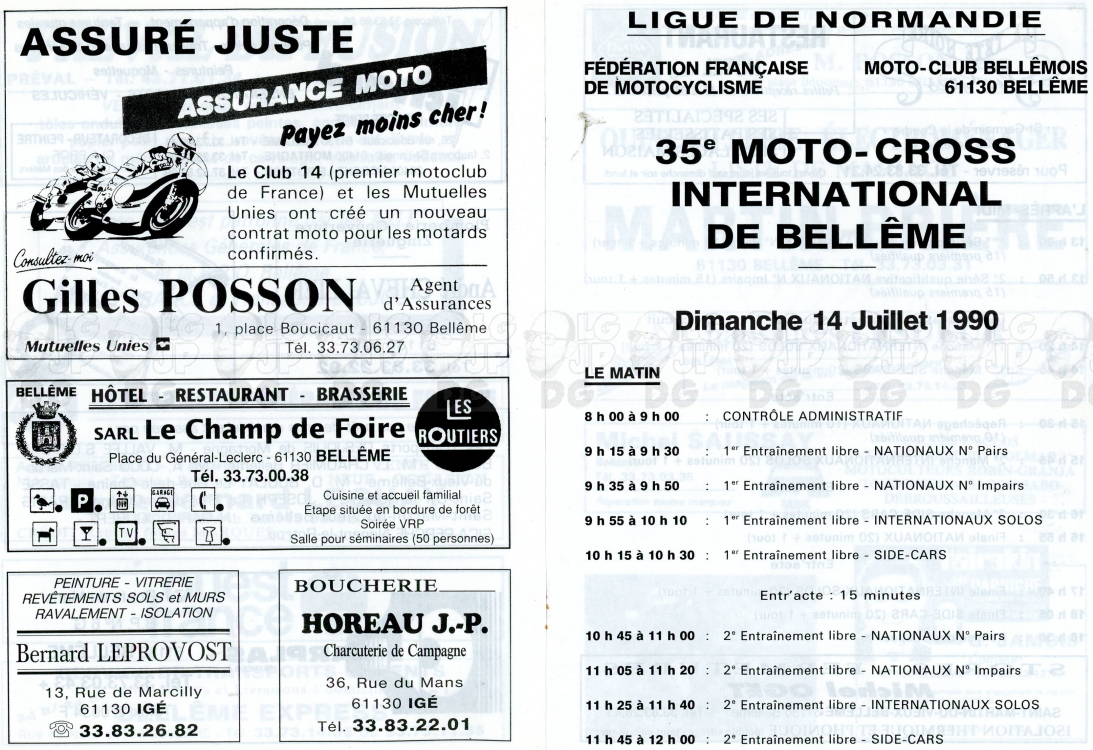 ASSURÉ JUSTE
ASSURANCE MOTO
Payez moins cher!
Le Club 14 (premier motoclub
de France) et les Mutuelles
Unies ont créé un nouveau
contrat moto pour les motards
confirmés.
Consultez-moi
Gilles POSSON Agent
d'Assurances
1, place Boucicaut - 61130 Bellême
Mutuelles Unies Tél. 33.73.06.27
BELLÊME HÔTEL - RESTAURANT - BRASSERIE
SARL Le Champ de Foire
LES
ROUTIERS
Place du Général-Leclerc - 61130 BELLÊME
Tél. 33.73.00.38
P GARAGE
TV
Cuisine et accueil familial
Étape située en bordure de forêt
Soirée VRP
Salle pour séminaires (50 personnes)
PEINTURE - VITRERIE
REVÊTEMENTS SOLS et MURS
RAVALEMENT - ISOLATION
Bernard LEPROVOST
13, Rue de Marcilly
61130 IGÉ
33.83.26.82
BOUCHERIE
HOREAU J.-P.
Charcuterie de Campagne
36, Rue du Mans
61130 IGÉ
Tél. 33.83.22.01
LIGUE DE NORMANDIE
FÉDÉRATION FRANÇAISE
DE MOTOCYCLISME
MOTO-CLUB BELLÊMOIS
61130 BELLÊME
35e MOTO-CROSS
INTERNATIONAL
DE BELLÊME
Dimanche 14 Juillet 1990
LE MATIN
8 h 00 à 9 h 00 : CONTRÔLE ADMINISTRATIF
9 h 15 à 9 h 30 : 1er Entraînement libre - NATIONAUX N° Pairs
9 h 35 à 9 h 50 : 1er Entraînement libre - NATIONAUX N° Impairs
9 h 55 à 10 h 10 : 1er Entraînement libre - INTERNATIONAUX SOLOS
10 h 15 à 10 h 30 : 1er Entraînement libre - SIDE-CARS
Entr'acte : 15 minutes
10 h 45 à 11 h 00 : 2e Entraînement libre - NATIONAUX N° Pairs
11 h 05 à 11 h 20 : 2e Entraînement libre - NATIONAUX N° Impairs
11 h 25 à 11 h 40 : 2e Entraînement libre - INTERNATIONAUX SOLOS
11 h 45 à 12 h 00 : 2e Entraînement libre - SIDE-CARS